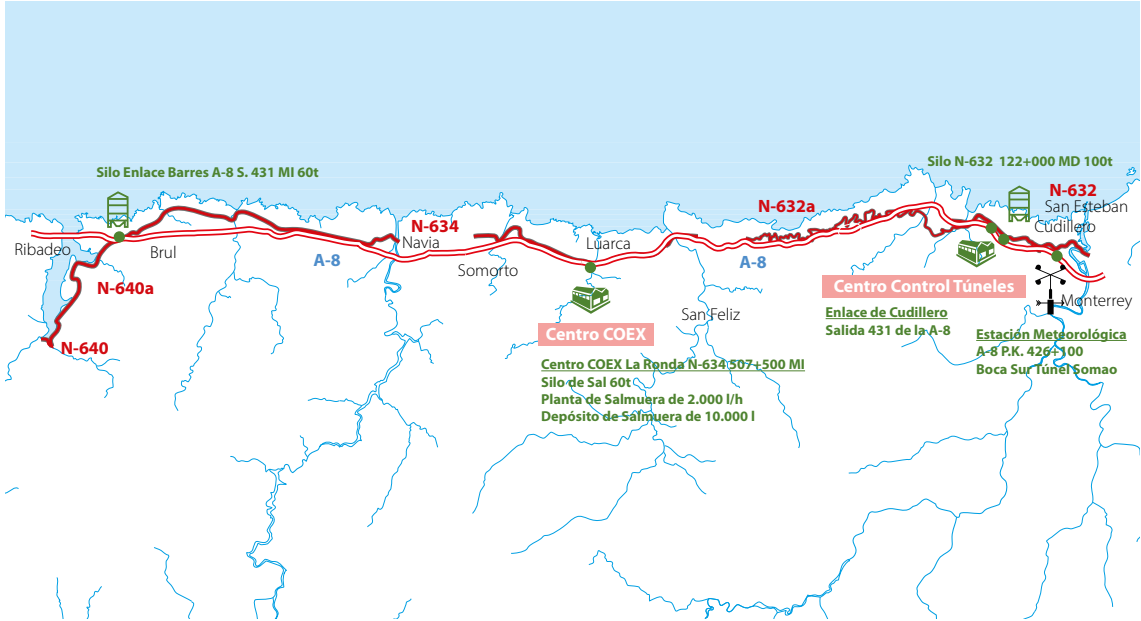 Silo Enlace Barres A-8 S. 431 MI 60t
Silo N-632 122+000 MD 100t
N-632
San Esteban
N-632a
Cudillero
N-634
Ribadeo
Brul
Navia
Luarca
A-8
A-8
Somorto
N-640a
Centro Control Túneles
Monterrey
San Feliz
Enlace de Cudillero
Salida 431 de la A-8
Centro COEX
Estación Meteorológica
A-8 P.K. 426+100
Boca Sur Túnel Somao
N-640
Centro COEX La Ronda N-634 507+500 MI
Silo de Sal 60t
Planta de Salmuera de 2.000 l/h
Depósito de Salmuera de 10.000 l